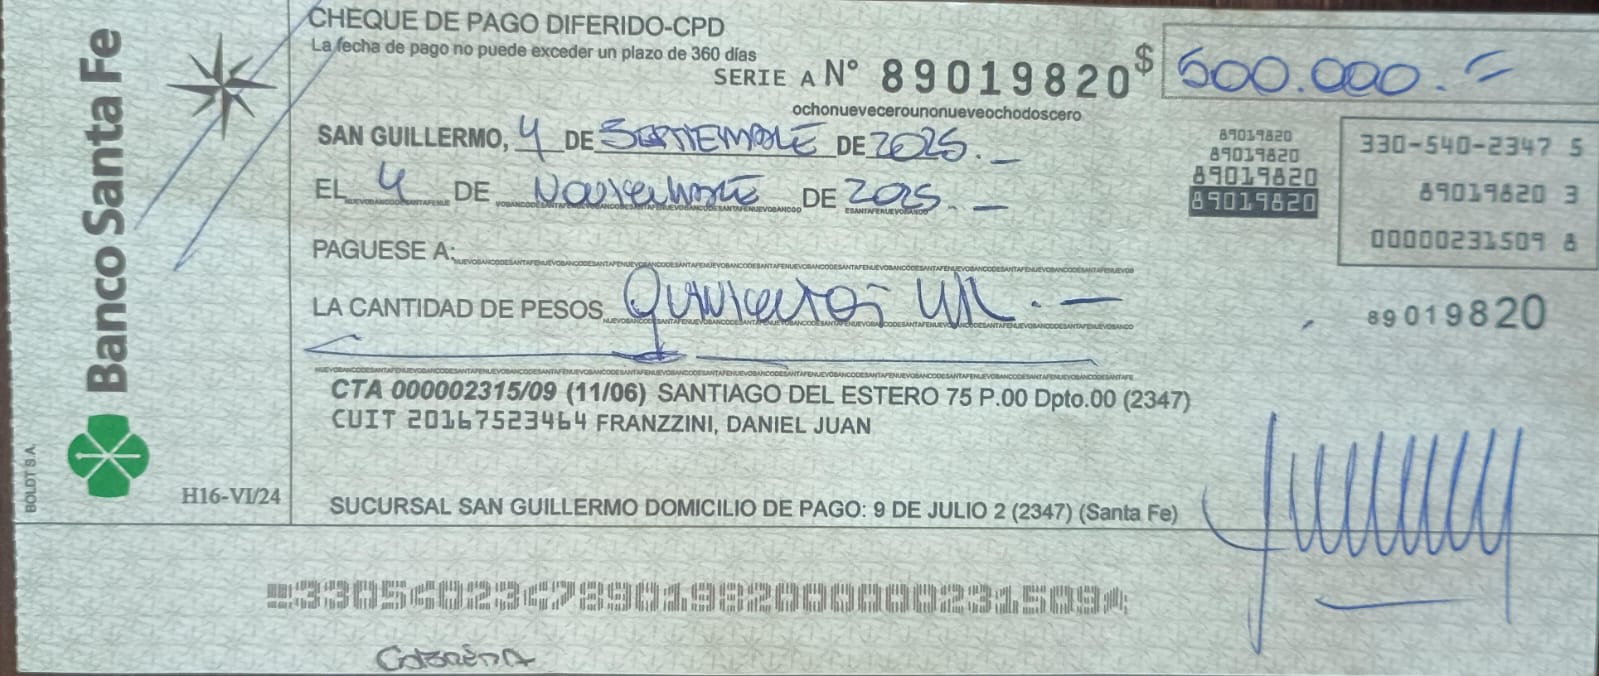 CHEQUE DE PAGO DIFERIDO-CPD
La fecha de pago no puede exceder un plazo de 360 días
SERIE A N° 89019820 $ 500.000.=
ochonuevecerounonueveochodoscero
SAN GUILLERMO, 4 DE SEPTIEMBRE DE 2025.—
EL 4 DE Noviembre DE 2025.—
PAGUESE A:
LA CANTIDAD DE PESOS Quinientos Mil.—
CTA 000002315/09 (11/06) SANTIAGO DEL ESTERO 75 P.00 Dpto.00 (2347)
CUIT 20167523464 FRANZZINI, DANIEL JUAN
SUCURSAL SAN GUILLERMO DOMICILIO DE PAGO: 9 DE JULIO 2 (2347) (Santa Fe)
89019820
89019820
89019820
89019820
330-540-2347 5
89019820 3
00000231509 8
89019820
Banco Santa Fe
BOLDT S.A.
H16-VI/24
33054023478901982000000231509